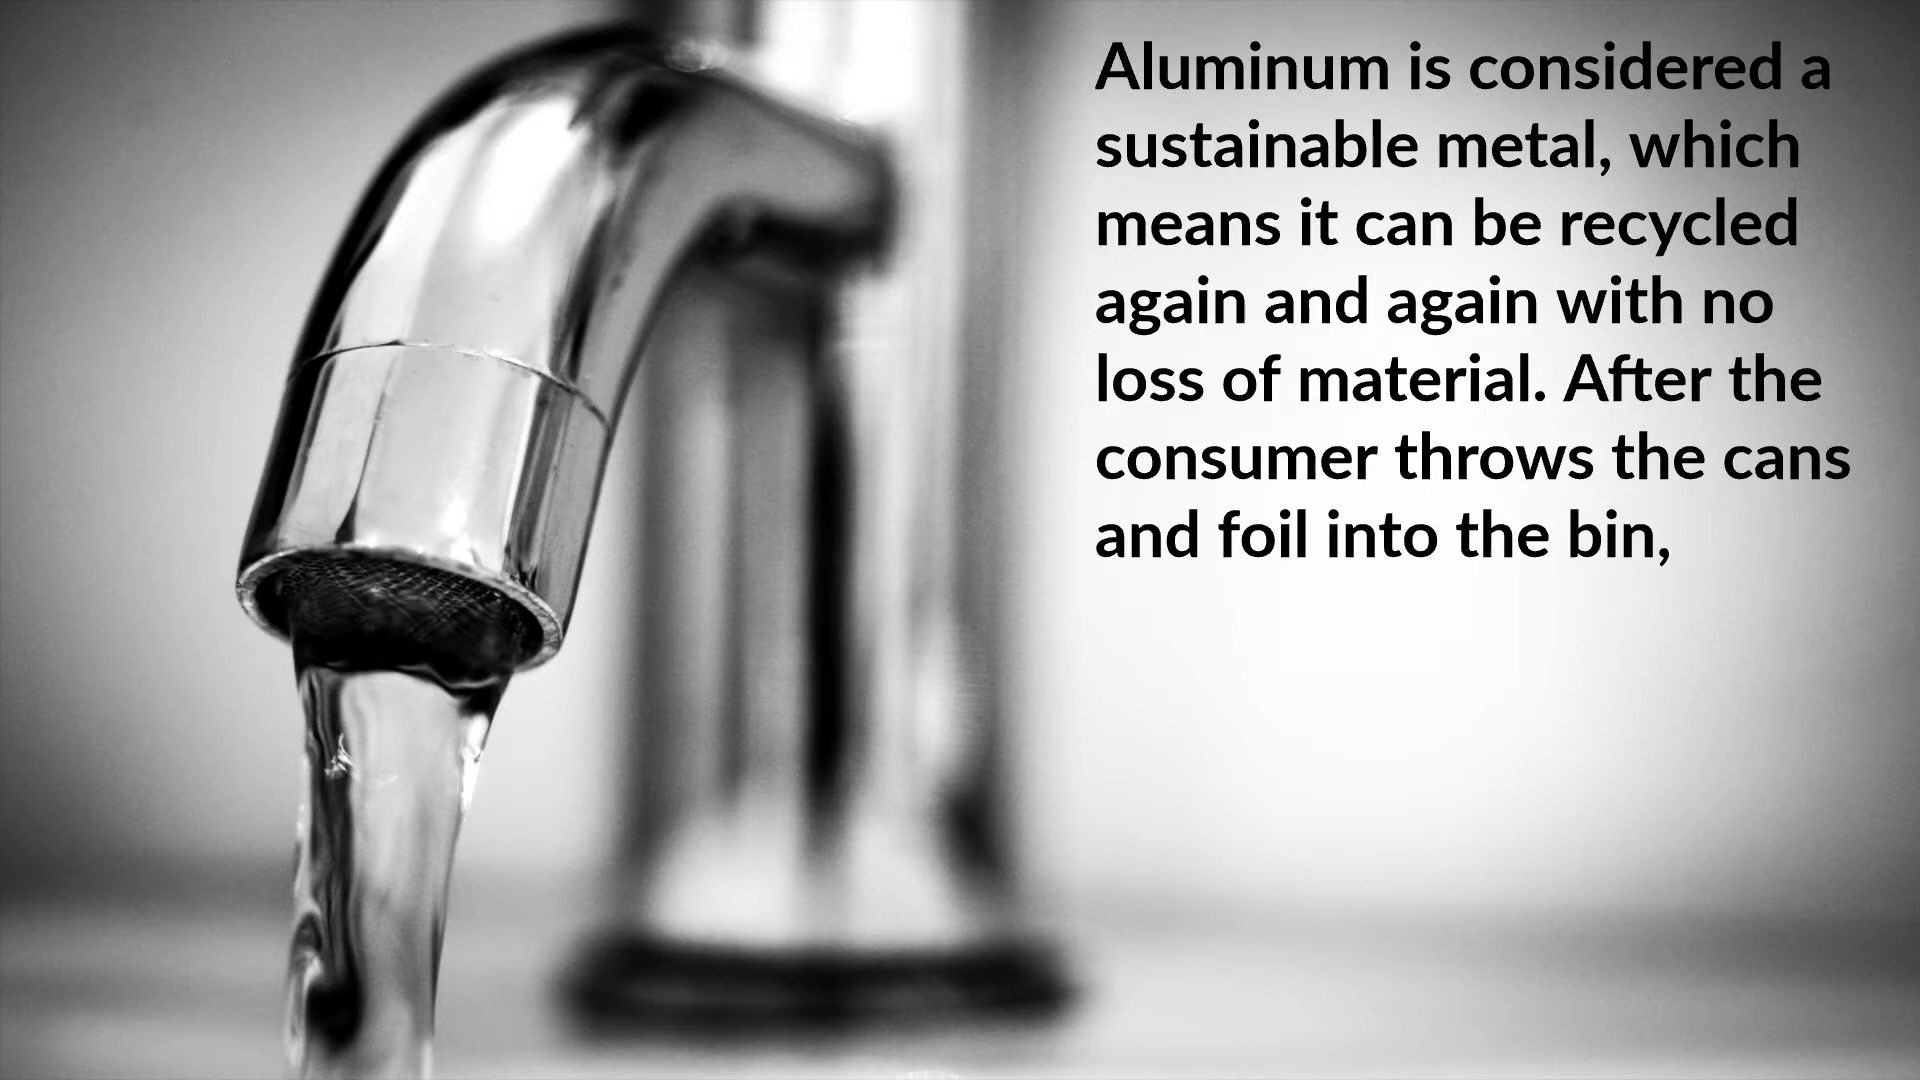 Aluminum is considered a
sustainable metal, which
means it can be recycled
again and again with no
loss of material. After the
consumer throws the cans
and foil into the bin,